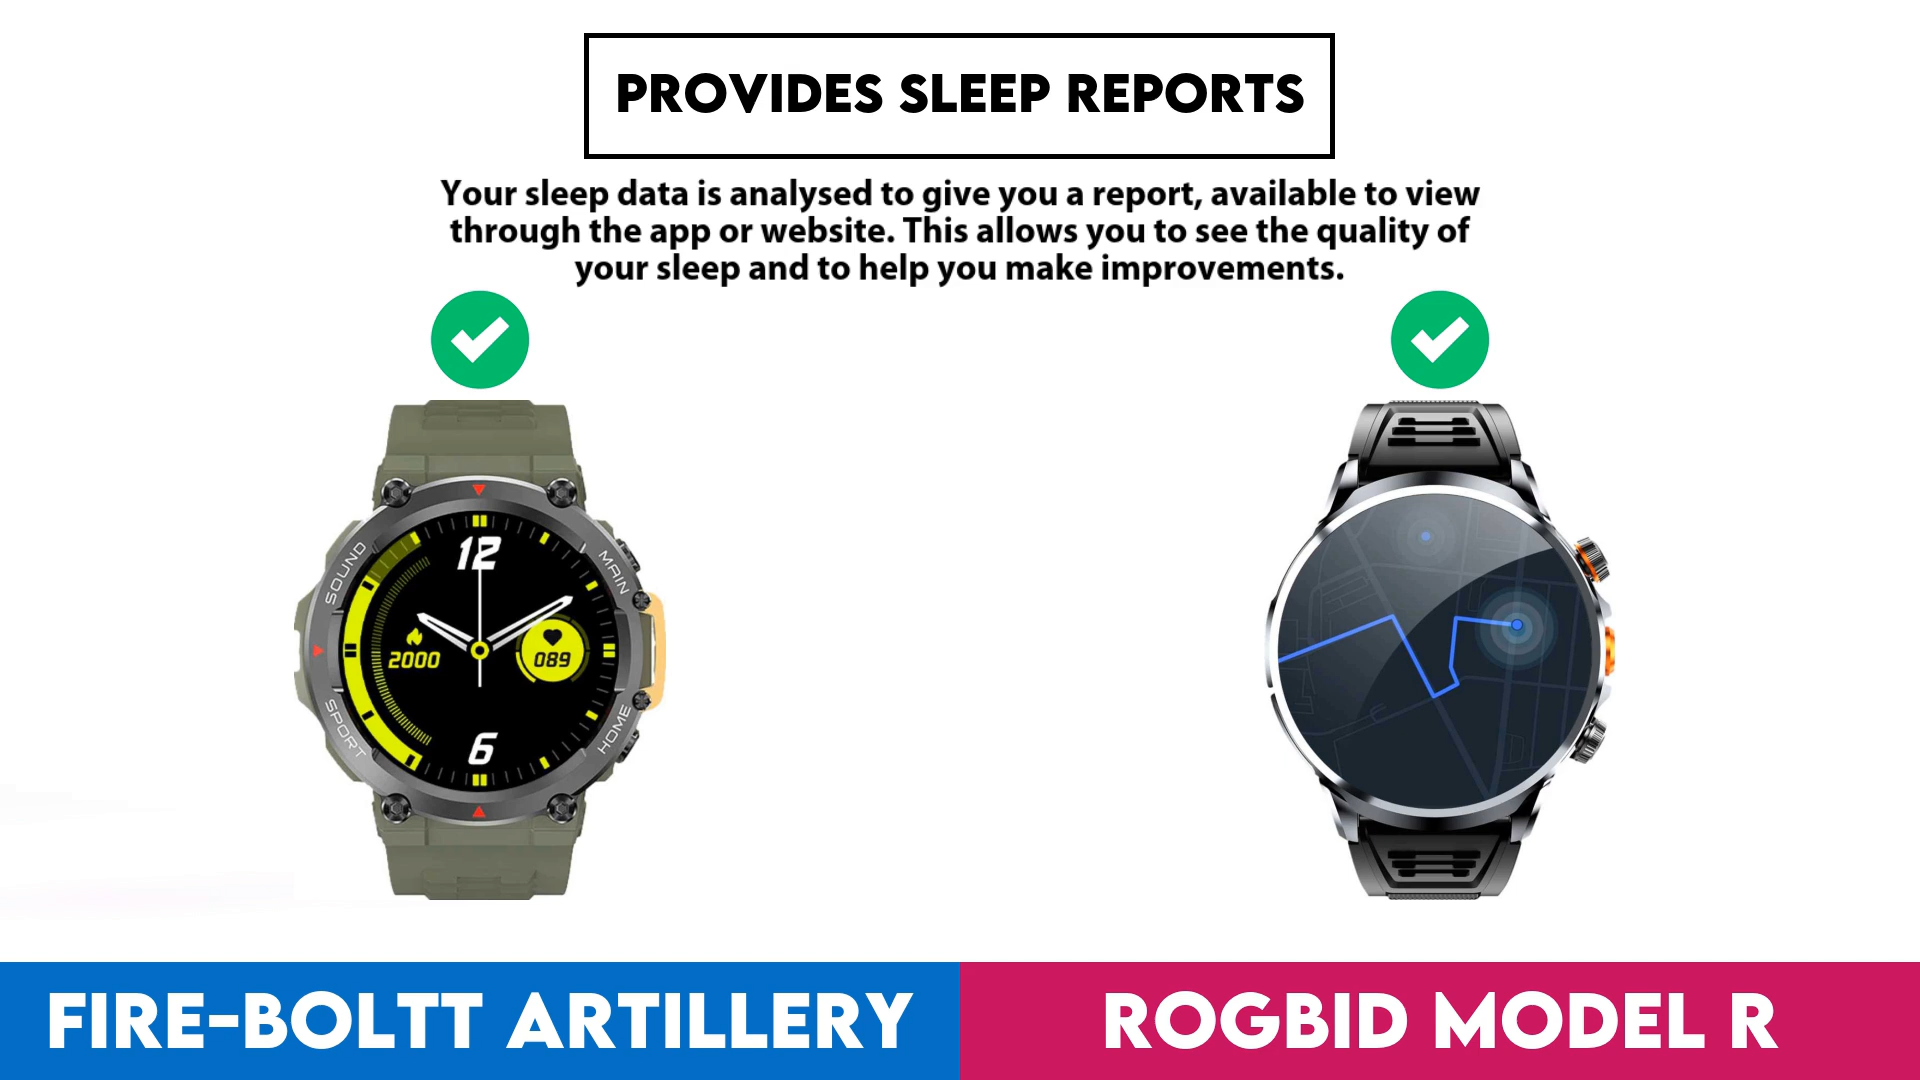 PROVIDES SLEEP REPORTS
Your sleep data is analysed to give you a report, available to view
through the app or website. This allows you to see the quality of
your sleep and to help you make improvements.
SOUND
MAIN
12
2000
089
SPORT
HOME
6
FIRE-BOLTT ARTILLERY
ROGBID MODEL R